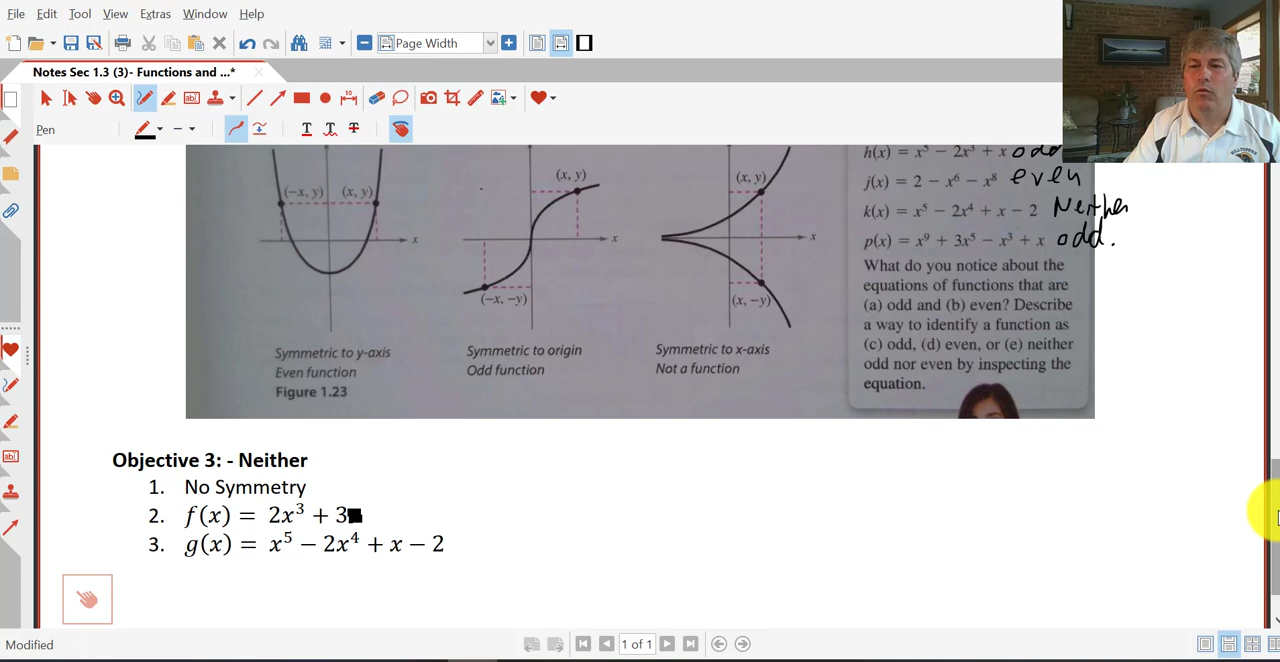 File Edit Tool View Extras Window Help
Page Width
Notes Sec 1.3 (3)- Functions and ...*
Pen
(−x, y) (x, y)
x
(x, y)
x
(−x, −y)
(x, y)
x
(x, −y)
h(x) = x⁵ − 2x³ + x odd
j(x) = 2 − x⁶ − x⁸ even
k(x) = x⁵ − 2x⁴ + x − 2 Neither
p(x) = x⁹ + 3x⁵ − x³ + x odd.
What do you notice about the
equations of functions that are
(a) odd and (b) even? Describe
a way to identify a function as
(c) odd, (d) even, or (e) neither
odd nor even by inspecting the
equation.
Symmetric to y-axis
Even function
Figure 1.23
Symmetric to origin
Odd function
Symmetric to x-axis
Not a function
Objective 3: - Neither
1. No Symmetry
2. f(x) = 2x³ + 3
3. g(x) = x⁵ − 2x⁴ + x − 2
1 of 1
Modified